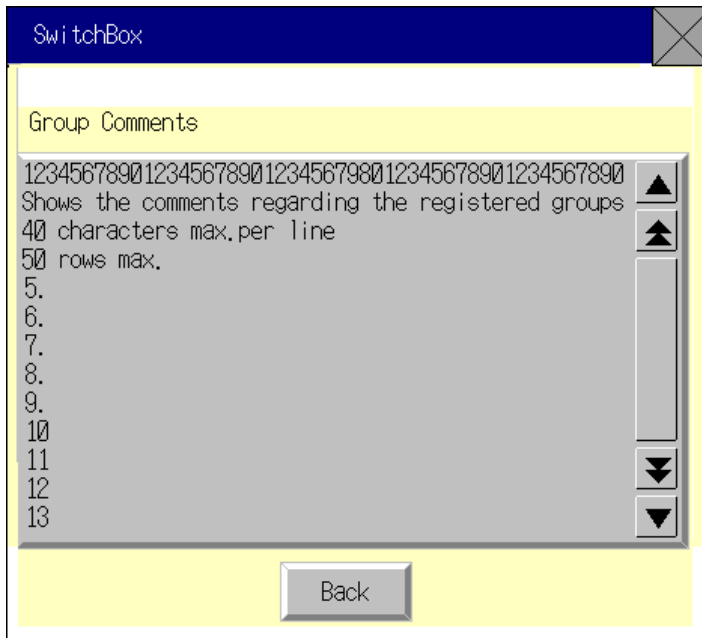 SwitchBox
Group Comments
12345678901234567890123456798012345678901234567890
Shows the comments regarding the registered groups
40 characters max.per line
50 rows max.
5.
6.
7.
8.
9.
10
11
12
13
Back